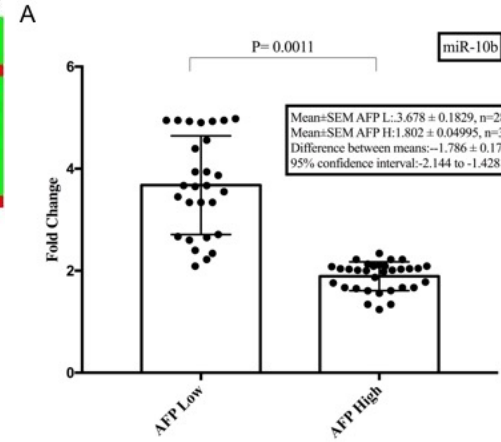 A
P= 0.0011
miR-10b
Mean±SEM AFP L:.3.678 ± 0.1829, n=28
Mean±SEM AFP H:1.802 ± 0.04995, n=3
Difference between means:--1.786 ± 0.17
95% confidence interval:-2.144 to -1.428
Fold Change
6
4
2
0
AFP Low
AFP High